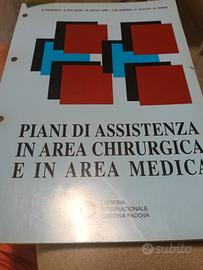 PIANI DI ASSISTENZA
IN AREA CHIRURGICA
E IN AREA MEDICA
LIBRERIA
INTERNAZIONALE
CORTINA PADOVA
subito